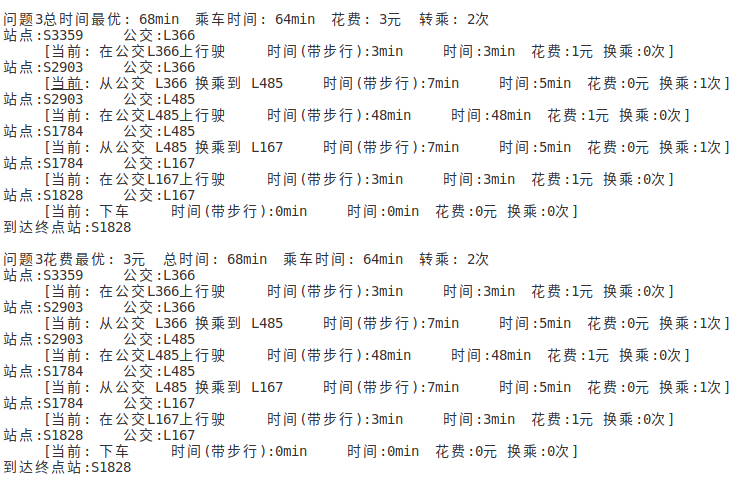 问题3总时间最优: 68min 乘车时间: 64min 花费: 3元 转乘: 2次
站点:S3359 公交:L366
[当前: 在公交L366上行驶 时间(带步行):3min 时间:3min 花费:1元 换乘:0次]
站点:S2903 公交:L366
[当前: 从公交 L366 换乘到 L485 时间(带步行):7min 时间:5min 花费:0元 换乘:1次]
站点:S2903 公交:L485
[当前: 在公交L485上行驶 时间(带步行):48min 时间:48min 花费:1元 换乘:0次]
站点:S1784 公交:L485
[当前: 从公交 L485 换乘到 L167 时间(带步行):7min 时间:5min 花费:0元 换乘:1次]
站点:S1784 公交:L167
[当前: 在公交L167上行驶 时间(带步行):3min 时间:3min 花费:1元 换乘:0次]
站点:S1828 公交:L167
[当前: 下车 时间(带步行):0min 时间:0min 花费:0元 换乘:0次]
到达终点站:S1828
问题3花费最优: 3元 总时间: 68min 乘车时间: 64min 转乘: 2次
站点:S3359 公交:L366
[当前: 在公交L366上行驶 时间(带步行):3min 时间:3min 花费:1元 换乘:0次]
站点:S2903 公交:L366
[当前: 从公交 L366 换乘到 L485 时间(带步行):7min 时间:5min 花费:0元 换乘:1次]
站点:S2903 公交:L485
[当前: 在公交L485上行驶 时间(带步行):48min 时间:48min 花费:1元 换乘:0次]
站点:S1784 公交:L485
[当前: 从公交 L485 换乘到 L167 时间(带步行):7min 时间:5min 花费:0元 换乘:1次]
站点:S1784 公交:L167
[当前: 在公交L167上行驶 时间(带步行):3min 时间:3min 花费:1元 换乘:0次]
站点:S1828 公交:L167
[当前: 下车 时间(带步行):0min 时间:0min 花费:0元 换乘:0次]
到达终点站:S1828